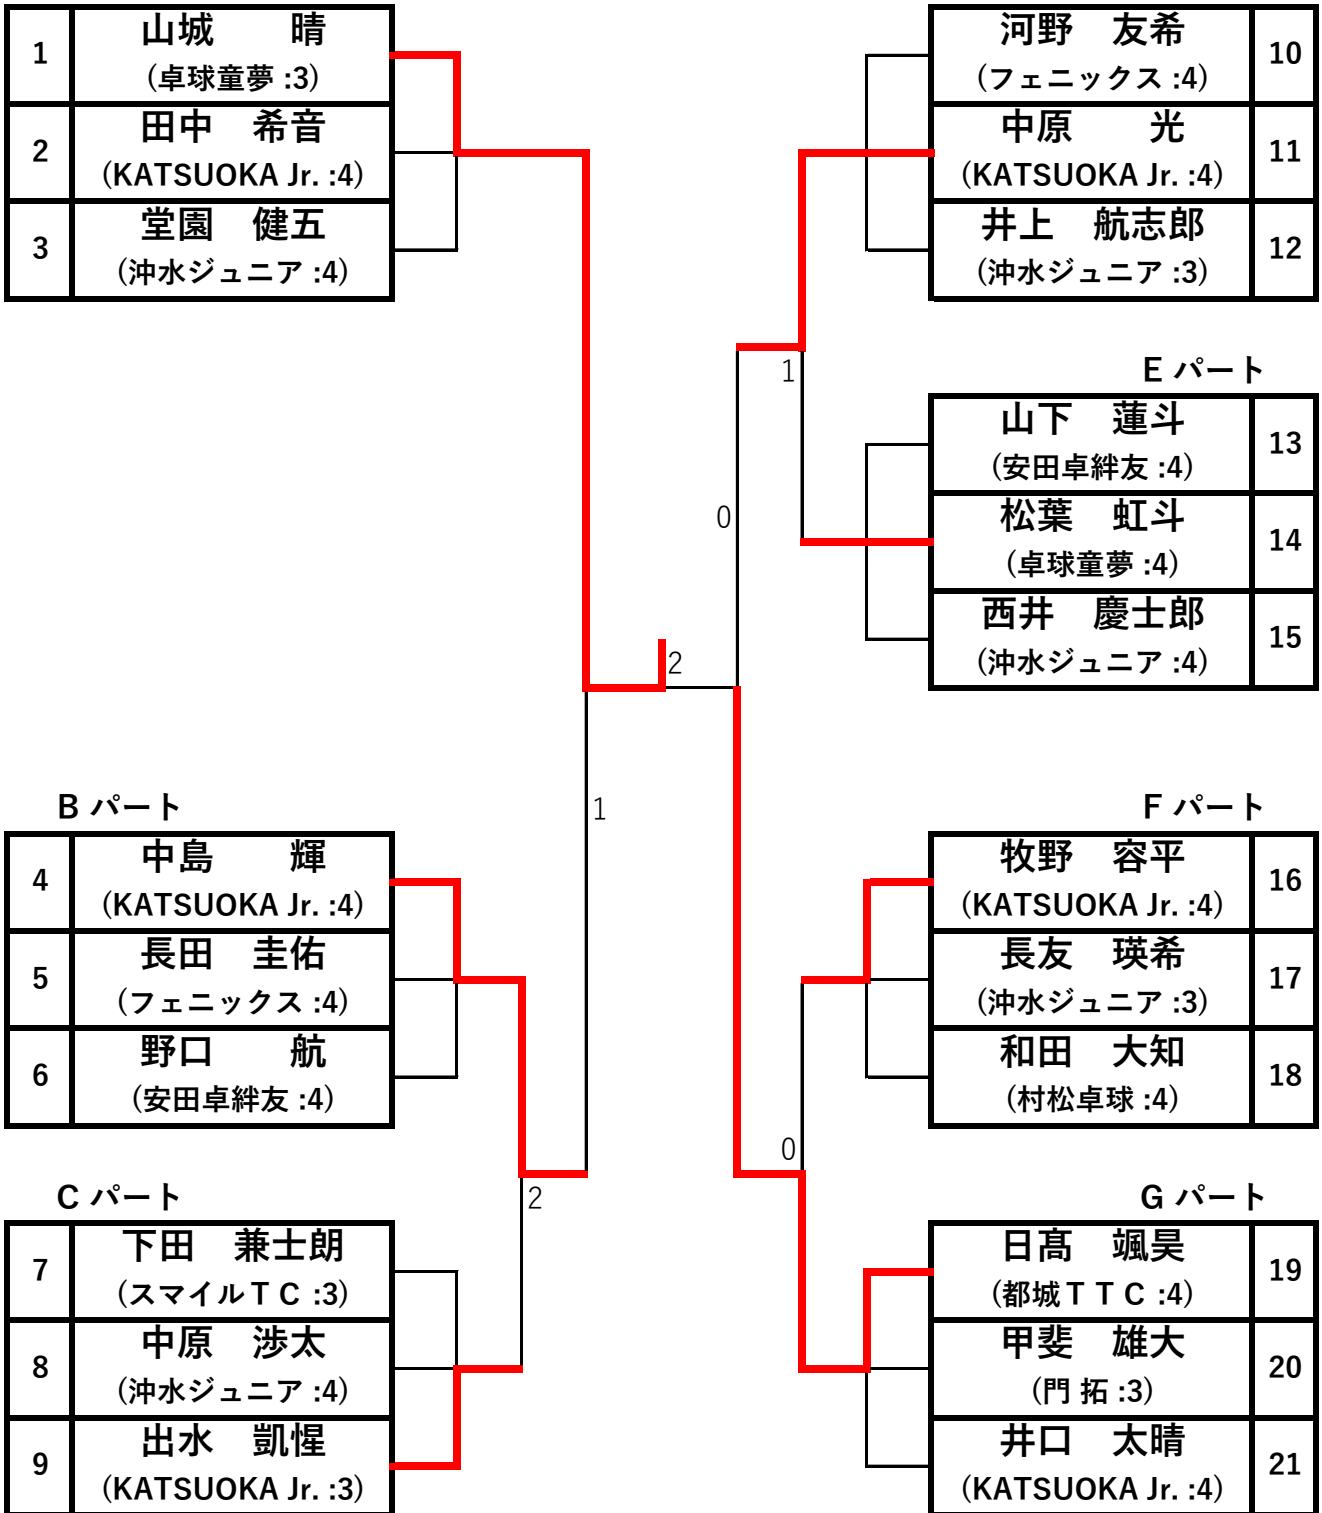 1
山城　　晴
(卓球童夢 :3)
2
田中　希音
(KATSUOKA Jr. :4)
3
堂園　健五
(沖水ジュニア :4)
B パート
4
中島　　輝
(KATSUOKA Jr. :4)
5
長田　圭佑
(フェニックス :4)
6
野口　　航
(安田卓絆友 :4)
C パート
7
下田　兼士朗
(スマイルＴＣ :3)
8
中原　渉太
(沖水ジュニア :4)
9
出水　凱惺
(KATSUOKA Jr. :3)
1
2
2
0
1
0
河野　友希
(フェニックス :4)
10
中原　　光
(KATSUOKA Jr. :4)
11
井上　航志郎
(沖水ジュニア :3)
12
E パート
山下　蓮斗
(安田卓絆友 :4)
13
松葉　虹斗
(卓球童夢 :4)
14
西井　慶士郎
(沖水ジュニア :4)
15
F パート
牧野　容平
(KATSUOKA Jr. :4)
16
長友　瑛希
(沖水ジュニア :3)
17
和田　大知
(村松卓球 :4)
18
G パート
日髙　颯昊
(都城ＴＴＣ :4)
19
甲斐　雄大
(門 拓 :3)
20
井口　太晴
(KATSUOKA Jr. :4)
21